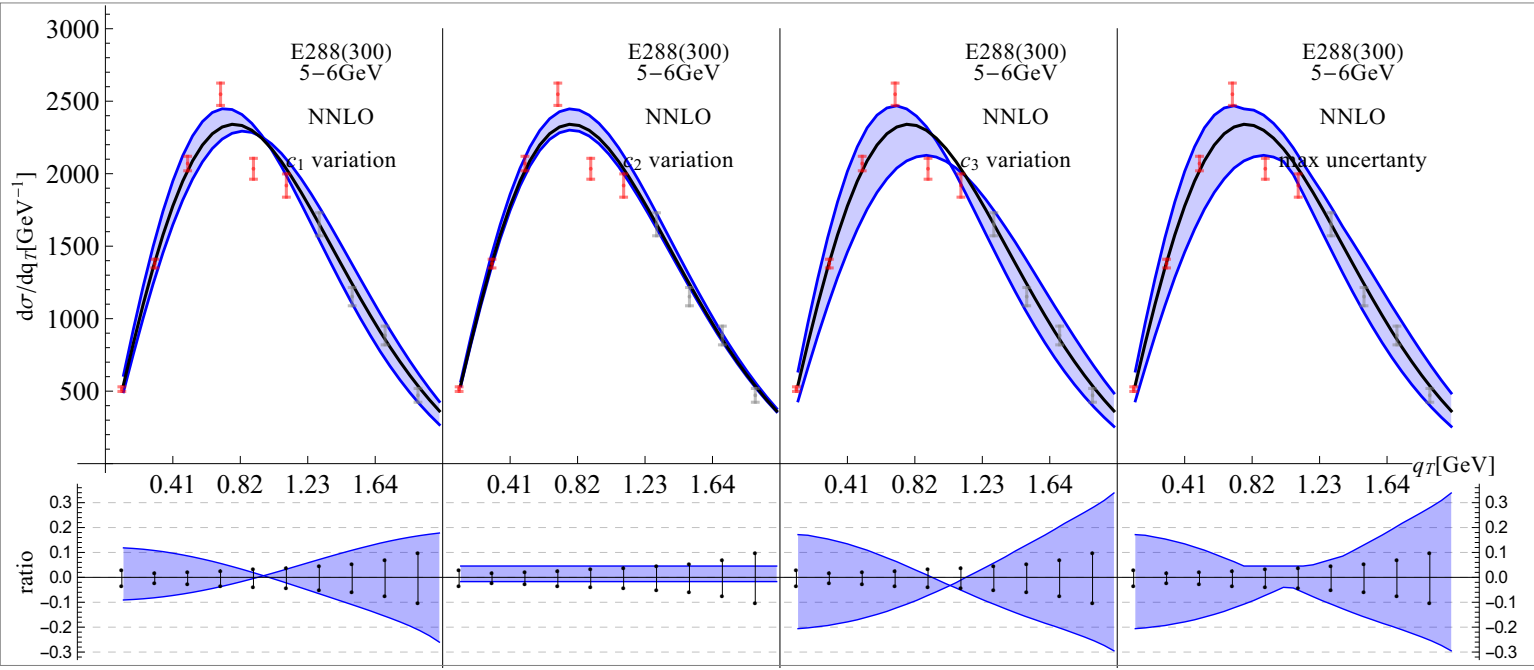 3000
2500
2000
1500
1000
500
dσ/dqT[GeV⁻¹]
E288(300)
5−6GeV
NNLO
c₁ variation
E288(300)
5−6GeV
NNLO
c₂ variation
E288(300)
5−6GeV
NNLO
c₃ variation
E288(300)
5−6GeV
NNLO
max uncertanty
qT[GeV]
0.41 0.82 1.23 1.64
0.41 0.82 1.23 1.64
0.41 0.82 1.23 1.64
0.41 0.82 1.23 1.64
ratio
0.3
0.2
0.1
0.0
−0.1
−0.2
−0.3
0.3
0.2
0.1
0.0
−0.1
−0.2
−0.3